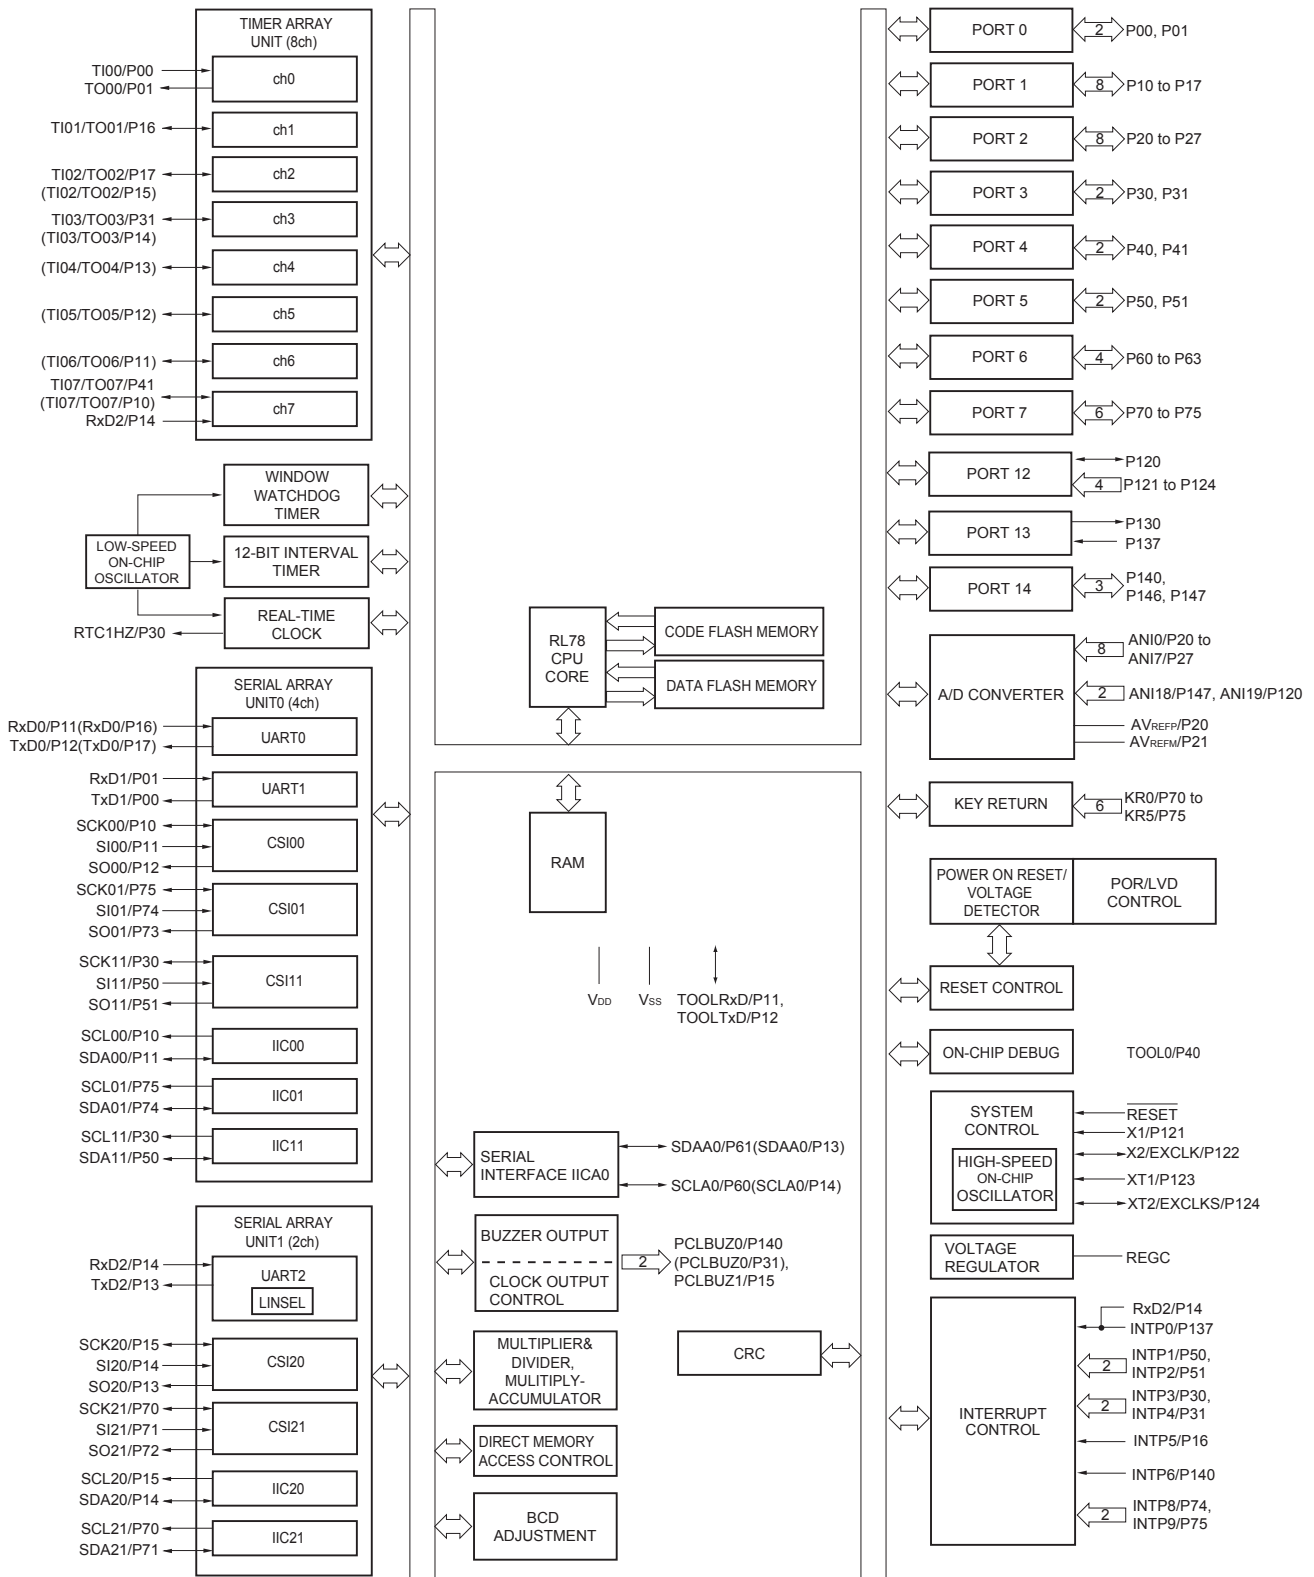 TIMER ARRAY
UNIT (8ch)
TI00/P00
TO00/P01
ch0
TI01/TO01/P16
ch1
TI02/TO02/P17
(TI02/TO02/P15)
ch2
TI03/TO03/P31
(TI03/TO03/P14)
ch3
(TI04/TO04/P13)
ch4
(TI05/TO05/P12)
ch5
(TI06/TO06/P11)
ch6
TI07/TO07/P41
(TI07/TO07/P10)
RxD2/P14
ch7
WINDOW
WATCHDOG
TIMER
LOW-SPEED
ON-CHIP
OSCILLATOR
12-BIT INTERVAL
TIMER
REAL-TIME
CLOCK
RTC1HZ/P30
SERIAL ARRAY
UNIT0 (4ch)
RxD0/P11(RxD0/P16)
TxD0/P12(TxD0/P17)
UART0
RxD1/P01
TxD1/P00
UART1
SCK00/P10
SI00/P11
SO00/P12
CSI00
SCK01/P75
SI01/P74
SO01/P73
CSI01
SCK11/P30
SI11/P50
SO11/P51
CSI11
SCL00/P10
SDA00/P11
IIC00
SCL01/P75
SDA01/P74
IIC01
SCL11/P30
SDA11/P50
IIC11
SERIAL ARRAY
UNIT1 (2ch)
RxD2/P14
TxD2/P13
UART2
LINSEL
SCK20/P15
SI20/P14
SO20/P13
CSI20
SCK21/P70
SI21/P71
SO21/P72
CSI21
SCL20/P15
SDA20/P14
IIC20
SCL21/P70
SDA21/P71
IIC21
RL78
CPU
CORE
CODE FLASH MEMORY
DATA FLASH MEMORY
RAM
VDD
VSS
TOOLRxD/P11,
TOOLTxD/P12
SERIAL
INTERFACE IICA0
SDAA0/P61(SDAA0/P13)
SCLA0/P60(SCLA0/P14)
BUZZER OUTPUT
CLOCK OUTPUT
CONTROL
2
PCLBUZ0/P140
(PCLBUZ0/P31),
PCLBUZ1/P15
MULTIPLIER&
DIVIDER,
MULITIPLY-
ACCUMULATOR
CRC
DIRECT MEMORY
ACCESS CONTROL
BCD
ADJUSTMENT
PORT 0
2
P00, P01
PORT 1
8
P10 to P17
PORT 2
8
P20 to P27
PORT 3
2
P30, P31
PORT 4
2
P40, P41
PORT 5
2
P50, P51
PORT 6
4
P60 to P63
PORT 7
6
P70 to P75
PORT 12
P120
4
P121 to P124
PORT 13
P130
P137
PORT 14
3
P140,
P146, P147
A/D CONVERTER
8
ANI0/P20 to
ANI7/P27
2
ANI18/P147, ANI19/P120
AVREFP/P20
AVREFM/P21
KEY RETURN
6
KR0/P70 to
KR5/P75
POWER ON RESET/
VOLTAGE
DETECTOR
POR/LVD
CONTROL
RESET CONTROL
ON-CHIP DEBUG
TOOL0/P40
SYSTEM
CONTROL
HIGH-SPEED
ON-CHIP
OSCILLATOR
RESET
X1/P121
X2/EXCLK/P122
XT1/P123
XT2/EXCLKS/P124
VOLTAGE
REGULATOR
REGC
INTERRUPT
CONTROL
RxD2/P14
INTP0/P137
2
INTP1/P50,
INTP2/P51
2
INTP3/P30,
INTP4/P31
INTP5/P16
INTP6/P140
2
INTP8/P74,
INTP9/P75